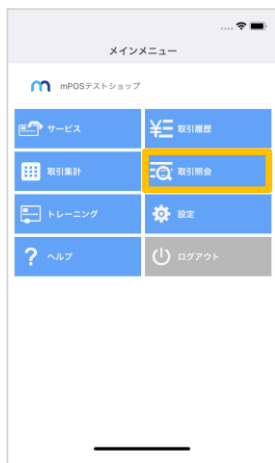 メインメニュー
mPOSテストショップ
サービス
取引履歴
取引集計
取引照会
トレーニング
設定
ヘルプ
ログアウト